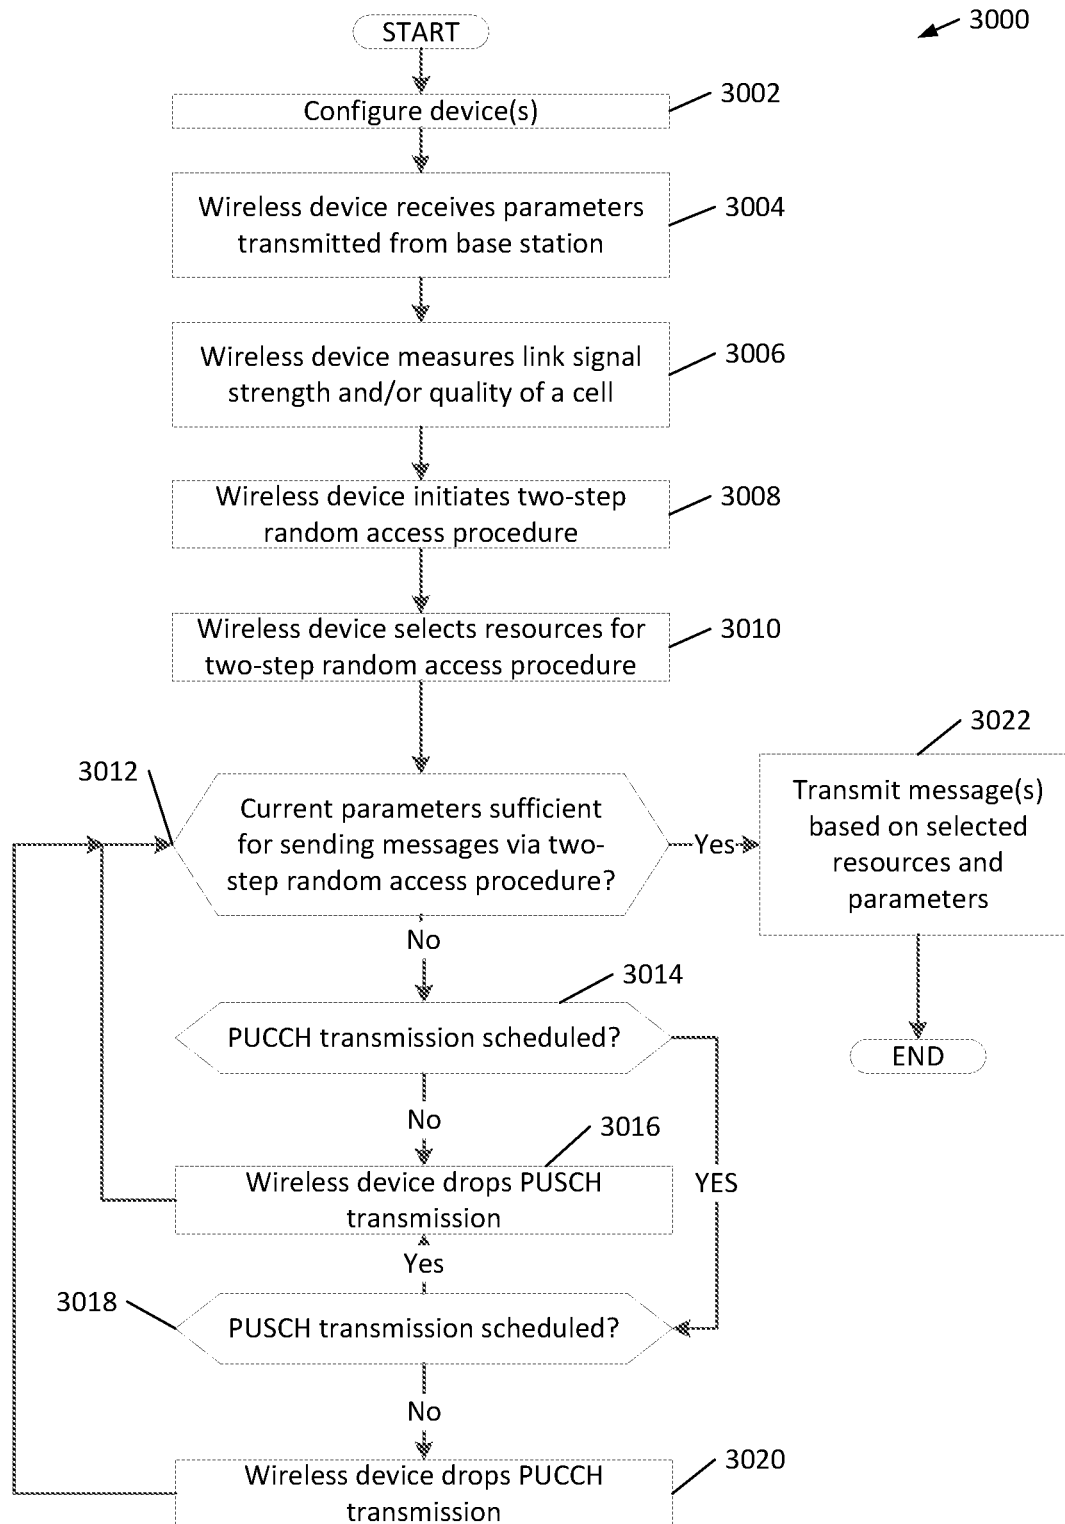 START
3000
Configure device(s)
3002
Wireless device receives parameters
transmitted from base station
3004
Wireless device measures link signal
strength and/or quality of a cell
3006
Wireless device initiates two-step
random access procedure
3008
Wireless device selects resources for
two-step random access procedure
3010
3012
Current parameters sufficient
for sending messages via two-
step random access procedure?
Yes
3022
Transmit message(s)
based on selected
resources and
parameters
END
No
3014
PUCCH transmission scheduled?
No
YES
3016
Wireless device drops PUSCH
transmission
Yes
3018
PUSCH transmission scheduled?
No
3020
Wireless device drops PUCCH
transmission